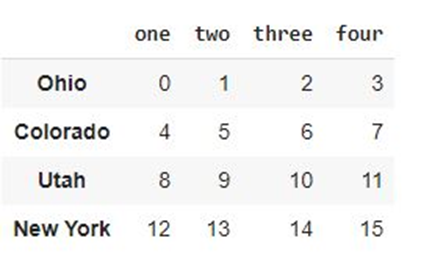 one two three four
Ohio 0 1 2 3
Colorado 4 5 6 7
Utah 8 9 10 11
New York 12 13 14 15